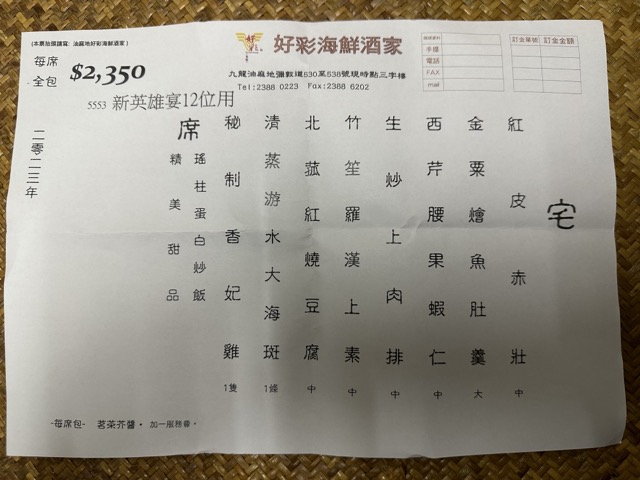 (本票抬頭請寫: 油麻地好彩海鮮酒家)
好彩海鮮酒家
九龍油麻地彌敦道530至538號現時點三字樓
Tel:2388 0223 Fax:2388 6202
手機
電話
FAX
mail
訂金單號 訂金金額
每席
全包 $2,350
5553 新英雄宴12位用
宅
紅皮赤壯 中
金粟燴魚肚羹 大
西芹腰果蝦仁 中
生炒上肉排 中
竹笙羅漢上素 中
北菰紅燒豆腐 中
清蒸游水大海斑 1條
秘制香妃雞 1隻
席
瑤柱蛋白炒飯
精美甜品
二零二三年
-每席包- 茗茶芥醬。 加一服務費。